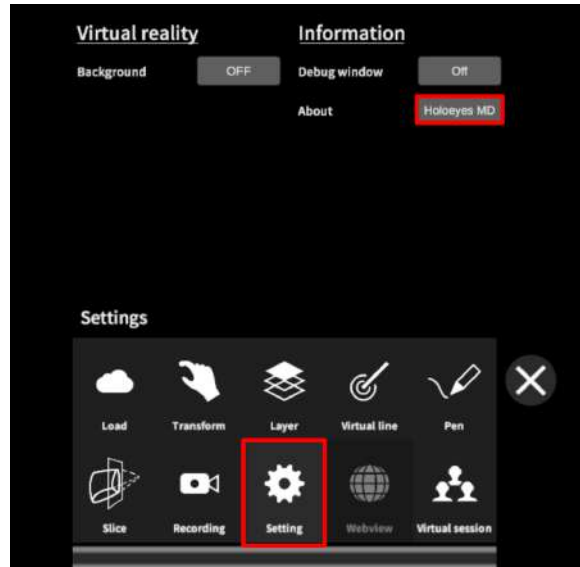 Virtual reality
Information
Background OFF
Debug window Off
About Holoeyes MD
Settings
Load Transform Layer Virtual line Pen
Slice Recording Setting Webview Virtual session